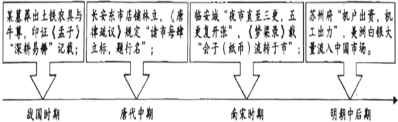 某墓葬出土铁农具与
牛尊，印证《孟子》
“深耕易耨”记载；
长安东市店铺林立，《唐
律疏议》规定“诸市每肆
立标，题行名”；
临安城“夜市直至三更，五
更复开张”，《梦粱录》载
“会子（纸币）流转于市”；
苏州府“机户出资，机
工出力”，美洲白银大
量流入中国市场。
战国时期
唐代中期
南宋时期
明朝中后期